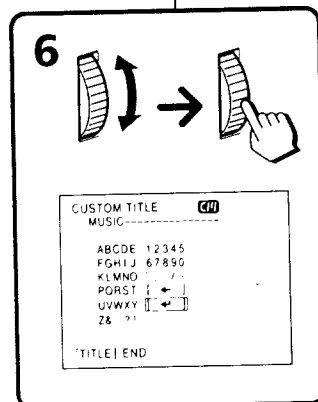 6
CUSTOM TITLE
MUSIC----------------
ABCDE 12345
FGHIJ 67890
KLMNO ' . / -
PQRST [ ← ]
UVWXY [ ↵ ]
Z& ?!
[TITLE] END